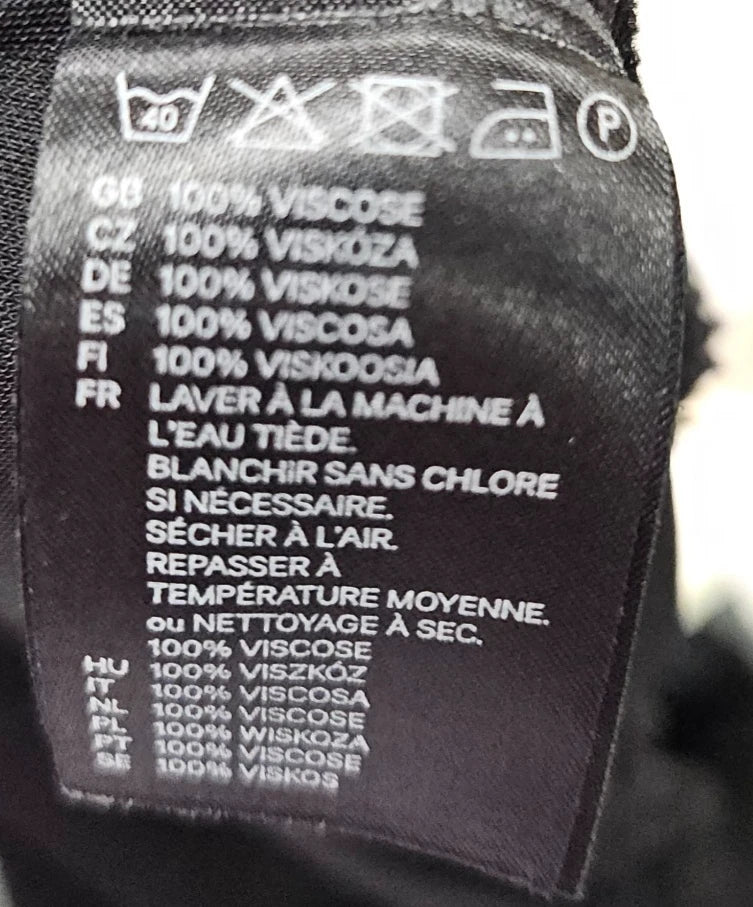 40 P
GB 100% VISCOSE
CZ 100% VISKÓZA
DE 100% VISKOSE
ES 100% VISCOSA
FI 100% VISKOOSIA
FR LAVER À LA MACHINE À
L'EAU TIÈDE.
BLANCHIR SANS CHLORE
SI NÉCESSAIRE.
SÉCHER À L'AIR.
REPASSER À
TEMPÉRATURE MOYENNE.
ou NETTOYAGE À SEC.
100% VISCOSE
HU 100% VISZKÓZ
IT 100% VISCOSA
NL 100% VISCOSE
PL 100% WISKOZA
PT 100% VISCOSE
SE 100% VISKOS